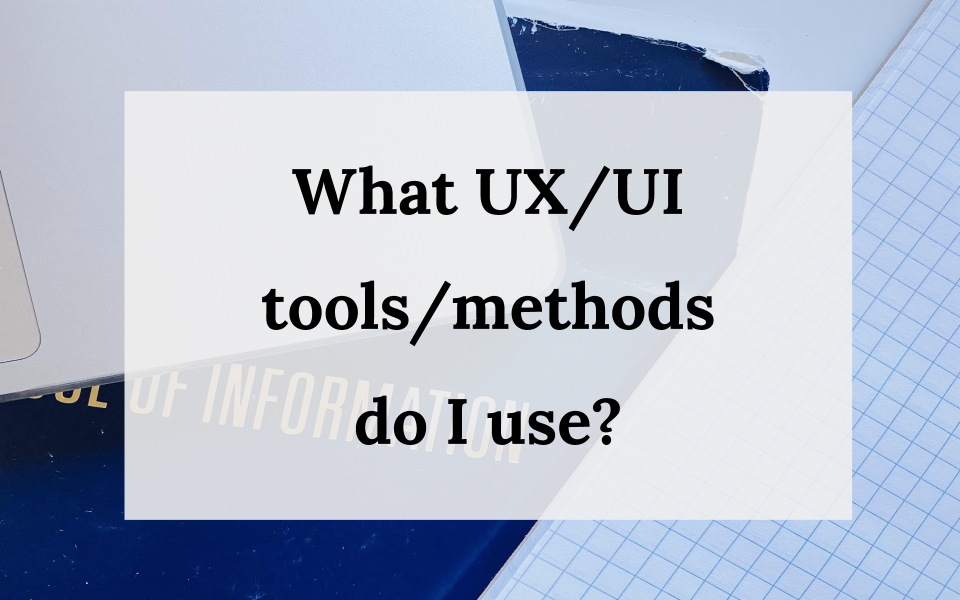 What UX/UI
tools/methods
do I use?
OF INFORMATION